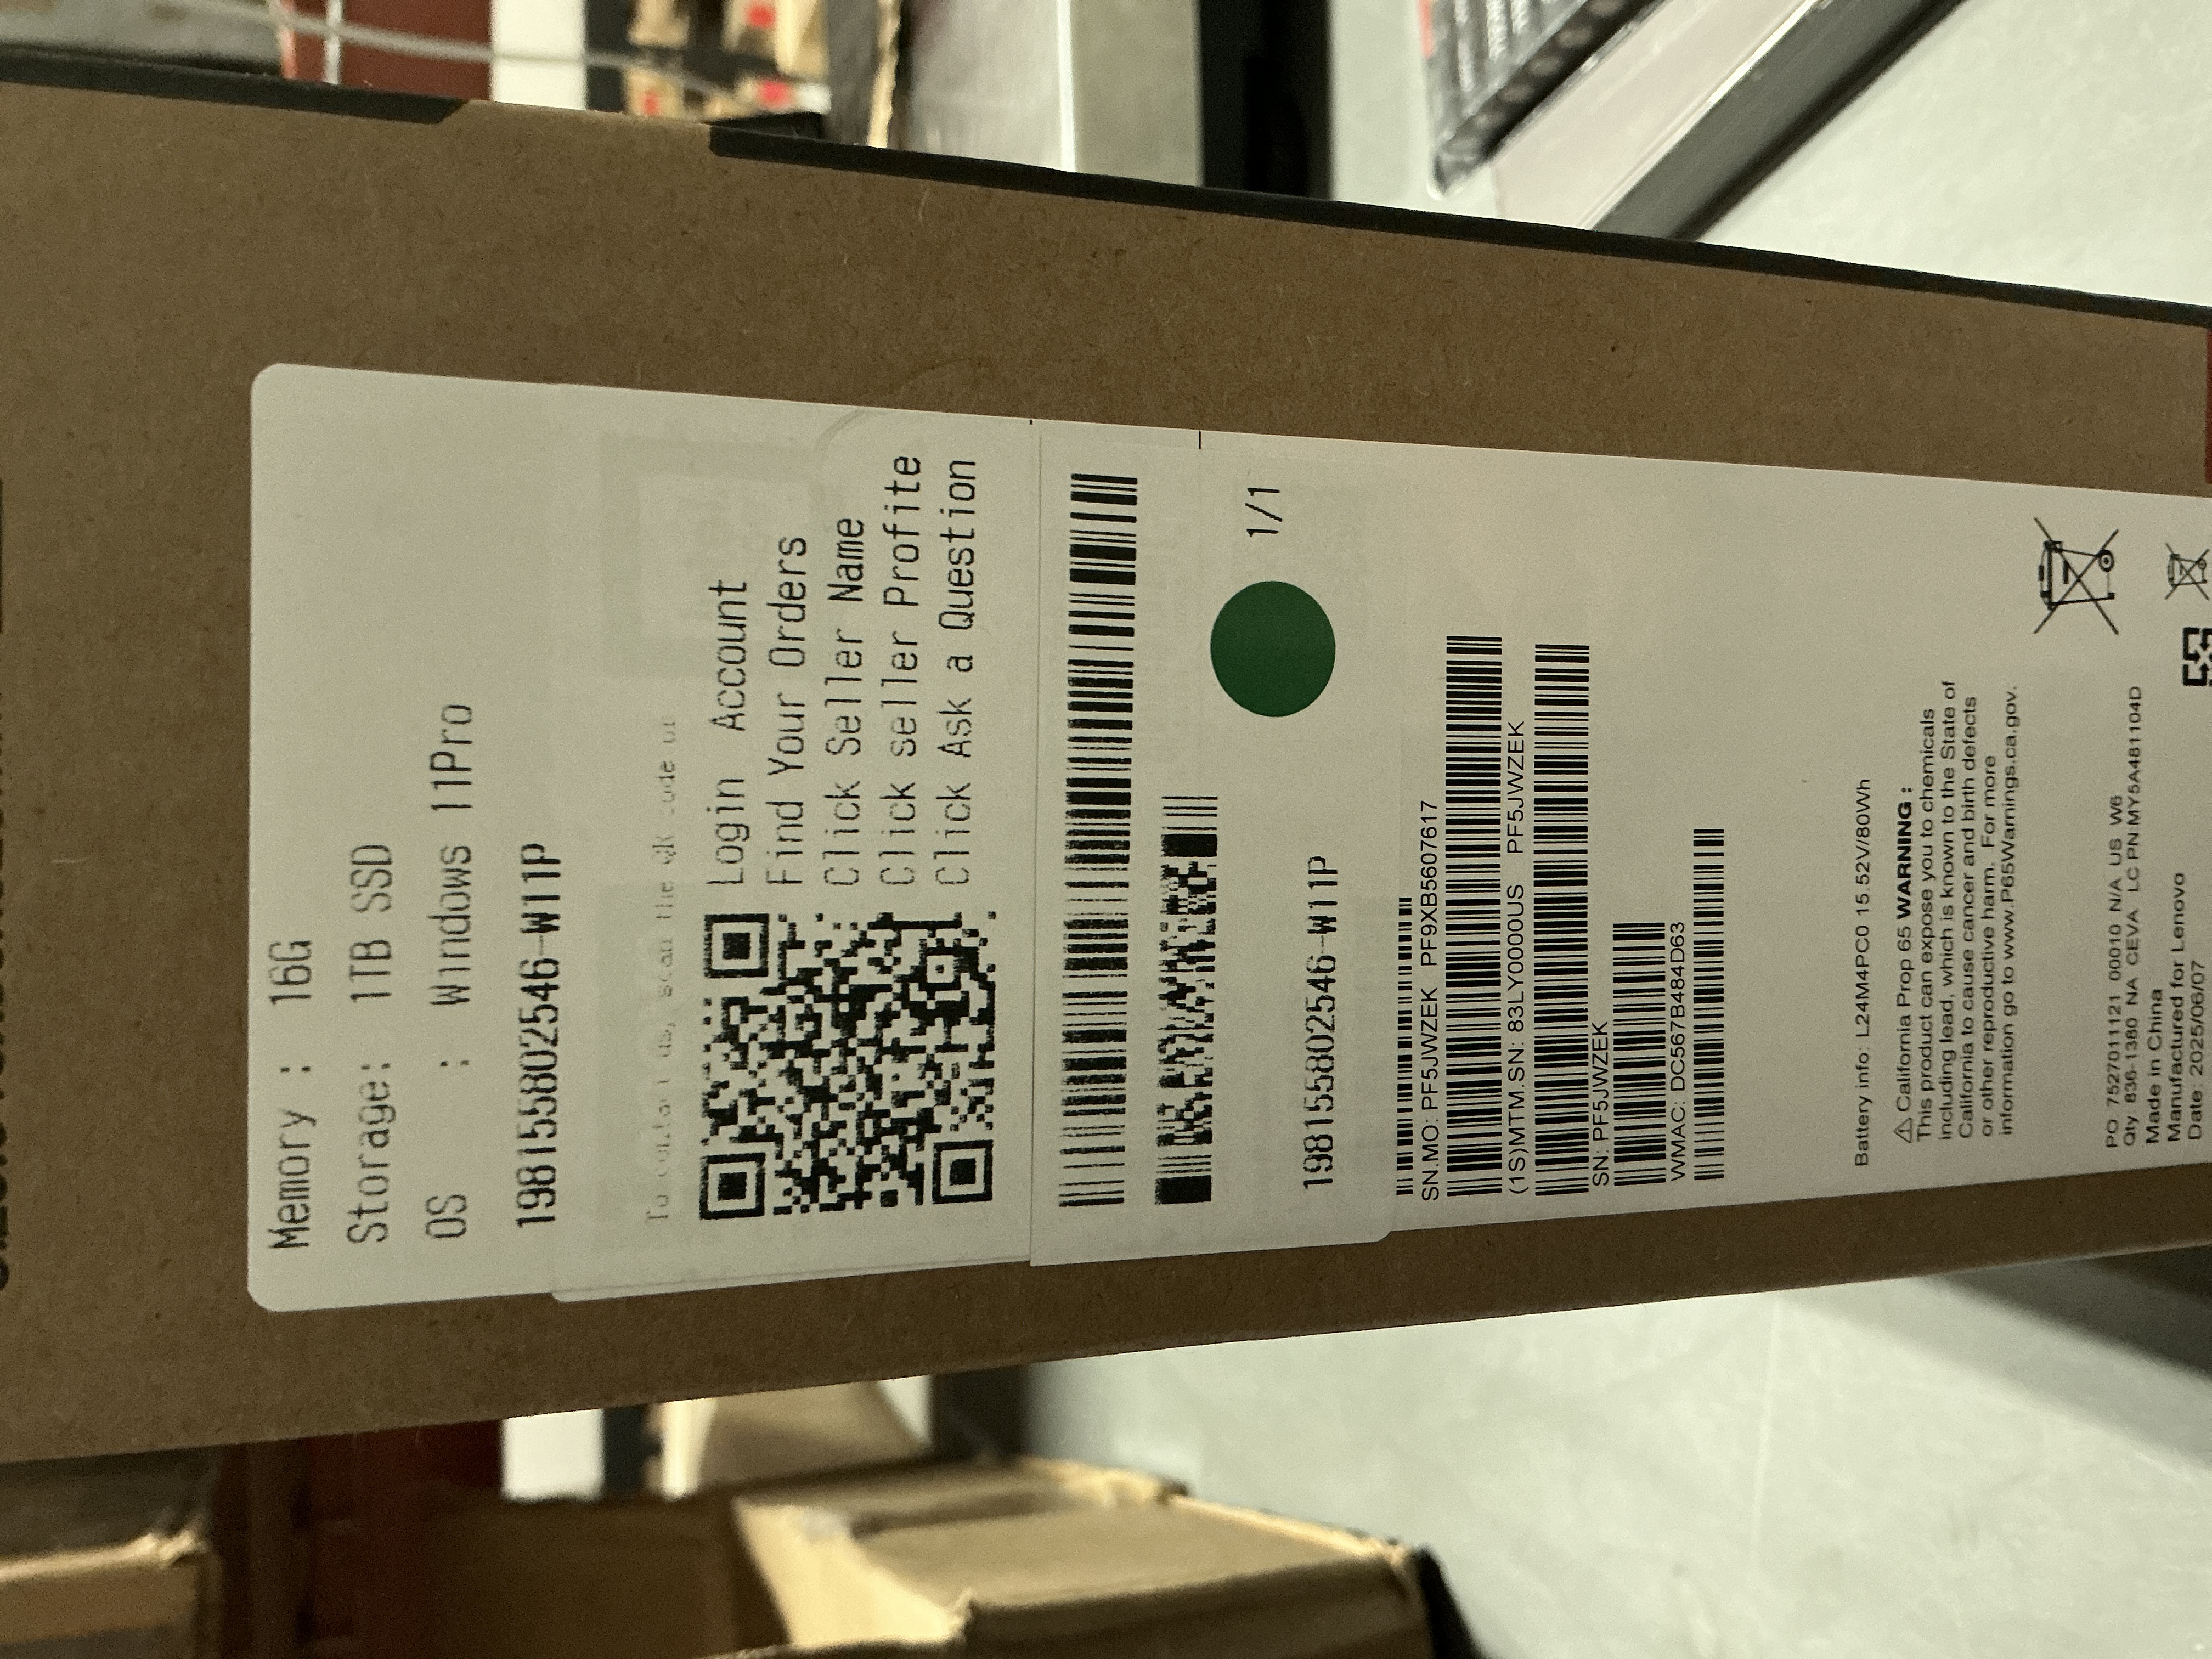 Memory : 16G
Storage: 1TB SSD
OS : Windows 11Pro
198155802546-W11P
Login Account
Find Your Orders
Click Seller Name
Click seller Profite
Click Ask a Question
1/1
198155802546-W11P
SN.MO: PF5JWZEK PF9XB5607617
(1S)MTM.SN: 83LY0000US PF5JWZEK
SN: PF5JWZEK
WMAC: DC567B484D63
Battery info: L24M4PC0 15.52V/80Wh
⚠ California Prop 65 WARNING :
This product can expose you to chemicals
including lead, which is known to the State of
California to cause cancer and birth defects
or other reproductive harm. For more
information go to www.P65Warnings.ca.gov.
PO 7527011121 00010 N/A US W6
Qty 836-1380 NA CEVA LC PN:MY5A481104D
Made in China
Manufactured for Lenovo
Date: 2025/06/07